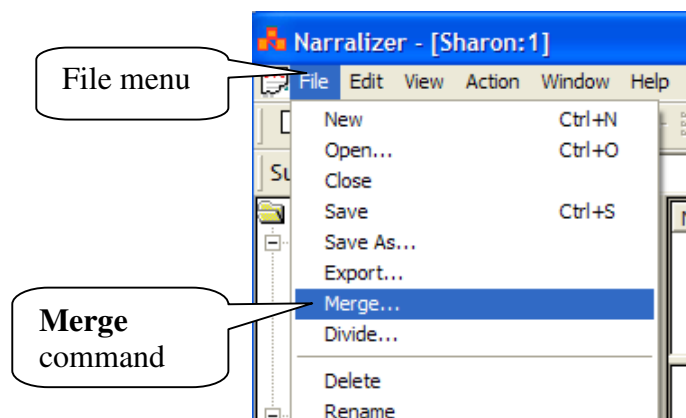 Narralizer - [Sharon:1]
File menu
File Edit View Action Window Help
New Ctrl+N
Open... Ctrl+O
Close
Save Ctrl+S
Save As...
Export...
Merge...
Merge
command
Divide...
Delete
Rename